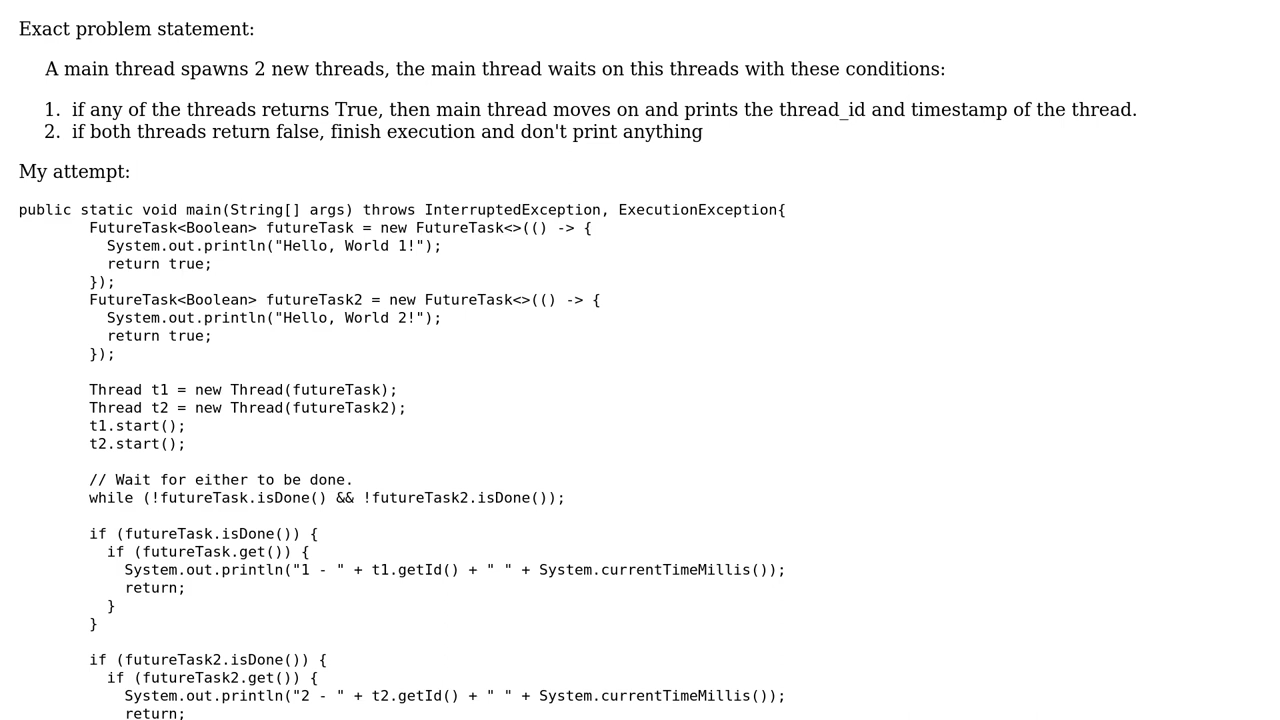 Exact problem statement:
A main thread spawns 2 new threads, the main thread waits on this threads with these conditions:
1. if any of the threads returns True, then main thread moves on and prints the thread_id and timestamp of the thread.
2. if both threads return false, finish execution and don't print anything
My attempt:
public static void main(String[] args) throws InterruptedException, ExecutionException{
        FutureTask<Boolean> futureTask = new FutureTask<>(() -> {
          System.out.println("Hello, World 1!");
          return true;
        });
        FutureTask<Boolean> futureTask2 = new FutureTask<>(() -> {
          System.out.println("Hello, World 2!");
          return true;
        });

        Thread t1 = new Thread(futureTask);
        Thread t2 = new Thread(futureTask2);
        t1.start();
        t2.start();

        // Wait for either to be done.
        while (!futureTask.isDone() && !futureTask2.isDone());

        if (futureTask.isDone()) {
          if (futureTask.get()) {
            System.out.println("1 - " + t1.getId() + " " + System.currentTimeMillis());
            return;
          }
        }

        if (futureTask2.isDone()) {
          if (futureTask2.get()) {
            System.out.println("2 - " + t2.getId() + " " + System.currentTimeMillis());
            return;